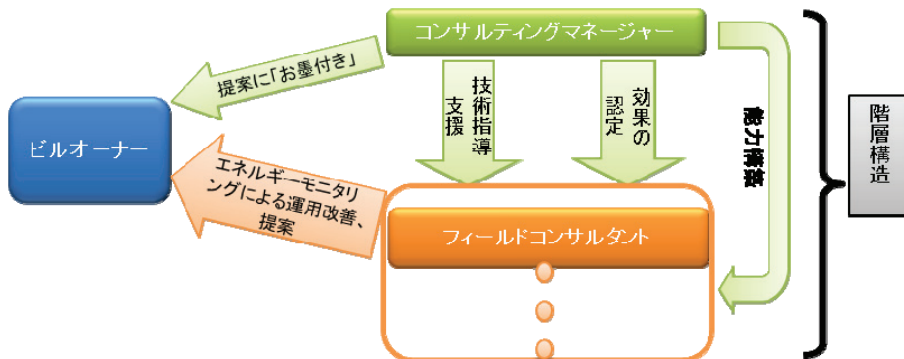 コンサルティングマネージャー
提案に「お墨付き」
技術指導
支援
効果の
認定
能力構築
階層構造
ビルオーナー
エネルギーモニタリ
ングによる運用改善、
提案
フィールドコンサルタント